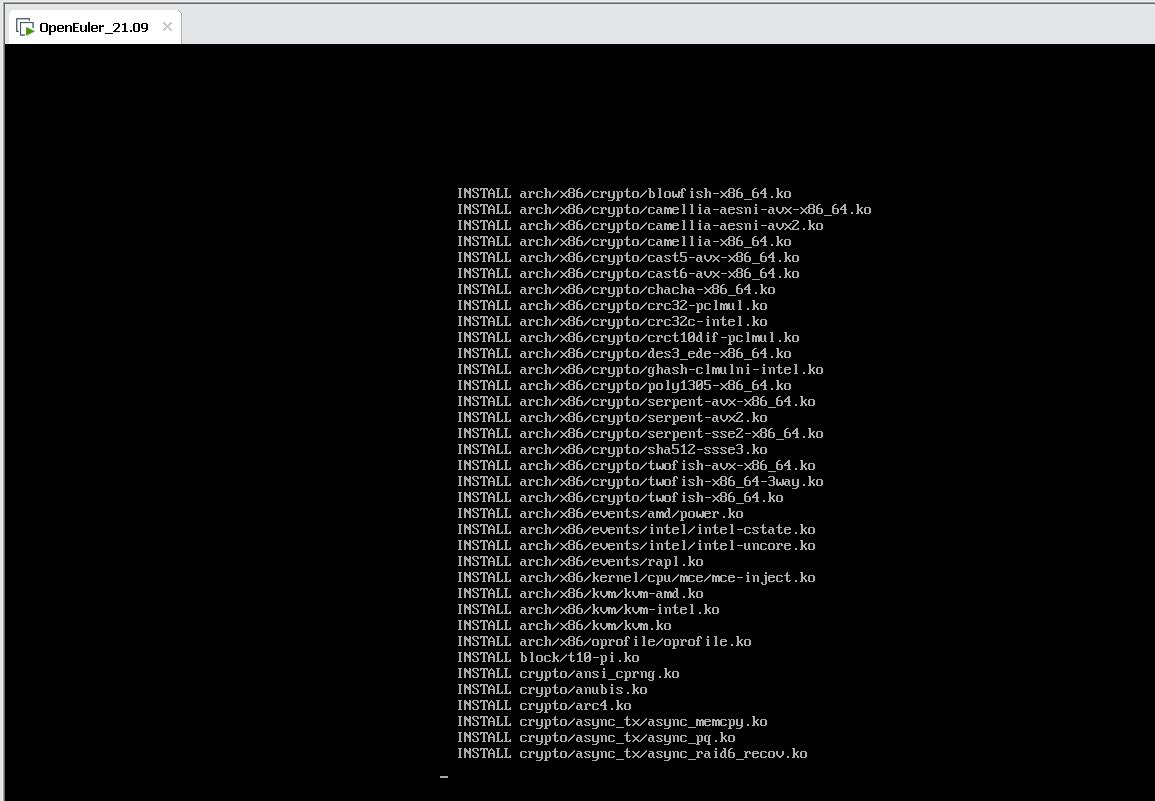 OpenEuler_21.09
INSTALL arch/x86/crypto/blowfish-x86_64.ko
INSTALL arch/x86/crypto/camellia-aesni-avx-x86_64.ko
INSTALL arch/x86/crypto/camellia-aesni-avx2.ko
INSTALL arch/x86/crypto/camellia-x86_64.ko
INSTALL arch/x86/crypto/cast5-avx-x86_64.ko
INSTALL arch/x86/crypto/cast6-avx-x86_64.ko
INSTALL arch/x86/crypto/chacha-x86_64.ko
INSTALL arch/x86/crypto/crc32-pclmul.ko
INSTALL arch/x86/crypto/crc32c-intel.ko
INSTALL arch/x86/crypto/crct10dif-pclmul.ko
INSTALL arch/x86/crypto/des3_ede-x86_64.ko
INSTALL arch/x86/crypto/ghash-clmulni-intel.ko
INSTALL arch/x86/crypto/poly1305-x86_64.ko
INSTALL arch/x86/crypto/serpent-avx-x86_64.ko
INSTALL arch/x86/crypto/serpent-avx2.ko
INSTALL arch/x86/crypto/serpent-sse2-x86_64.ko
INSTALL arch/x86/crypto/sha512-ssse3.ko
INSTALL arch/x86/crypto/twofish-avx-x86_64.ko
INSTALL arch/x86/crypto/twofish-x86_64-3way.ko
INSTALL arch/x86/crypto/twofish-x86_64.ko
INSTALL arch/x86/events/amd/power.ko
INSTALL arch/x86/events/intel/intel-cstate.ko
INSTALL arch/x86/events/intel/intel-uncore.ko
INSTALL arch/x86/events/rapl.ko
INSTALL arch/x86/kernel/cpu/mce/mce-inject.ko
INSTALL arch/x86/kvm/kvm-amd.ko
INSTALL arch/x86/kvm/kvm-intel.ko
INSTALL arch/x86/kvm/kvm.ko
INSTALL arch/x86/oprofile/oprofile.ko
INSTALL block/t10-pi.ko
INSTALL crypto/ansi_cprng.ko
INSTALL crypto/anubis.ko
INSTALL crypto/arc4.ko
INSTALL crypto/async_tx/async_memcpy.ko
INSTALL crypto/async_tx/async_pq.ko
INSTALL crypto/async_tx/async_raid6_recov.ko